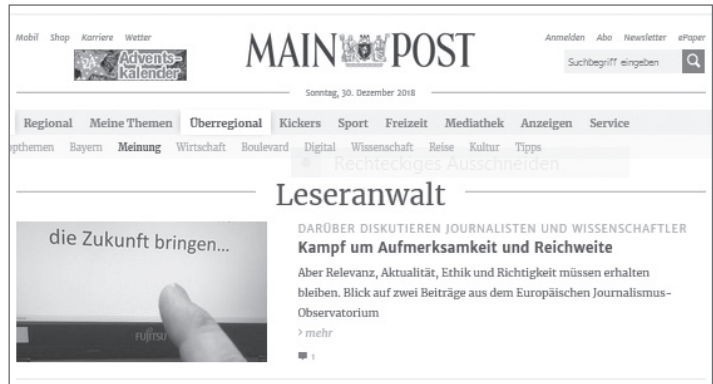 Mobil Shop Karriere Wetter
24 Advents-
kalender
MAIN POST
Anmelden Abo Newsletter ePaper
Suchbegriff eingeben
Sonntag, 30. Dezember 2018
Regional Meine Themen Überregional Kickers Sport Freizeit Mediathek Anzeigen Service
opthemen Bayern Meinung Wirtschaft Boulevard Digital Wissenschaft Reise Kultur Tipps
Rechteckiges Ausschneiden
Leseranwalt
die Zukunft bringen...
FUJITSU
DARÜBER DISKUTIEREN JOURNALISTEN UND WISSENSCHAFTLER
Kampf um Aufmerksamkeit und Reichweite
Aber Relevanz, Aktualität, Ethik und Richtigkeit müssen erhalten
bleiben. Blick auf zwei Beiträge aus dem Europäischen Journalismus-
Observatorium
› mehr
1